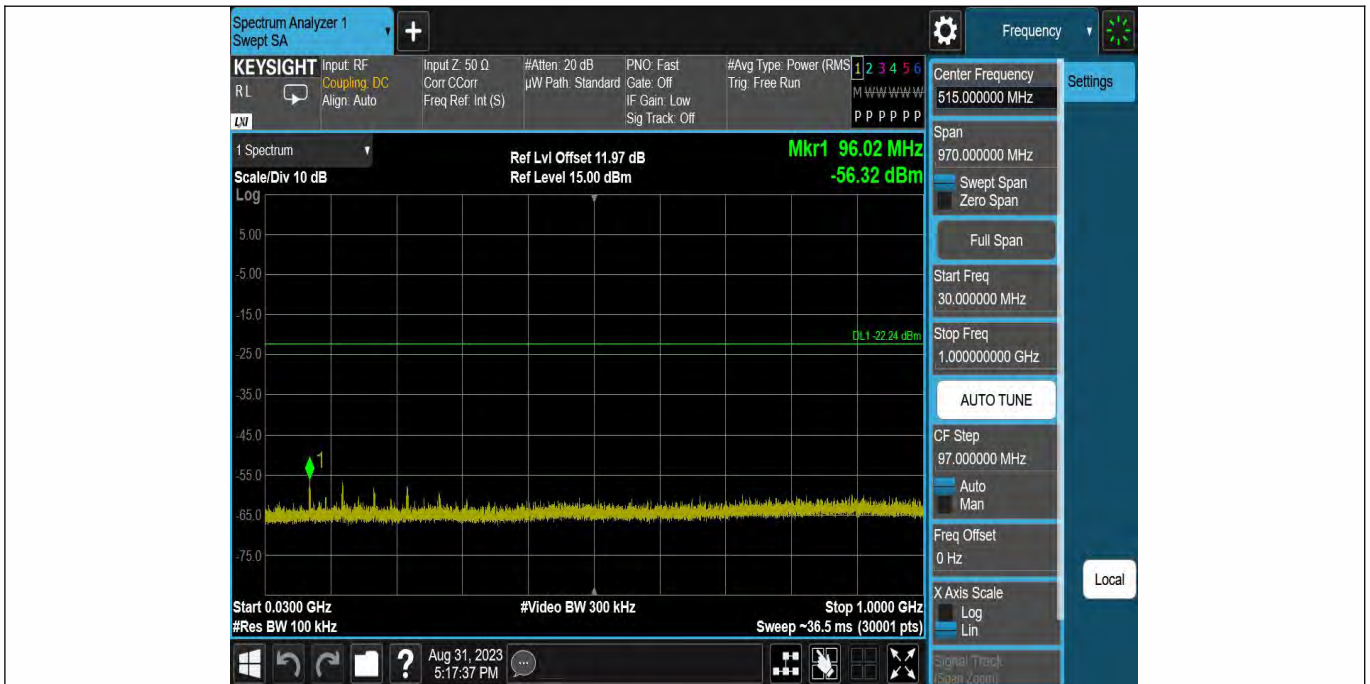 Spectrum Analyzer 1
Swept SA
+
Frequency
KEYSIGHT
R L
LXI
Input: RF
Coupling: DC
Align: Auto
Input Z: 50 Ω
Corr CCorr
Freq Ref: Int (S)
#Atten: 20 dB
µW Path: Standard
PNO: Fast
Gate: Off
IF Gain: Low
Sig Track: Off
#Avg Type: Power (RMS
Trig: Free Run
1 2 3 4 5 6
M W W W W W
P P P P P P
1 Spectrum
Scale/Div 10 dB
Log
Ref Lvl Offset 11.97 dB
Ref Level 15.00 dBm
Mkr1 96.02 MHz
-56.32 dBm
5.00
-5.00
-15.0
DL1 -22.24 dBm
-25.0
-35.0
-45.0
1
-55.0
-65.0
-75.0
Start 0.0300 GHz
#Res BW 100 kHz
#Video BW 300 kHz
Stop 1.0000 GHz
Sweep ~36.5 ms (30001 pts)
Center Frequency
515.000000 MHz
Settings
Span
970.000000 MHz
Swept Span
Zero Span
Full Span
Start Freq
30.000000 MHz
Stop Freq
1.000000000 GHz
AUTO TUNE
CF Step
97.000000 MHz
Auto
Man
Freq Offset
0 Hz
Local
X Axis Scale
Log
Lin
Signal Track
(Span Zoom)
?
Aug 31, 2023
5:17:37 PM